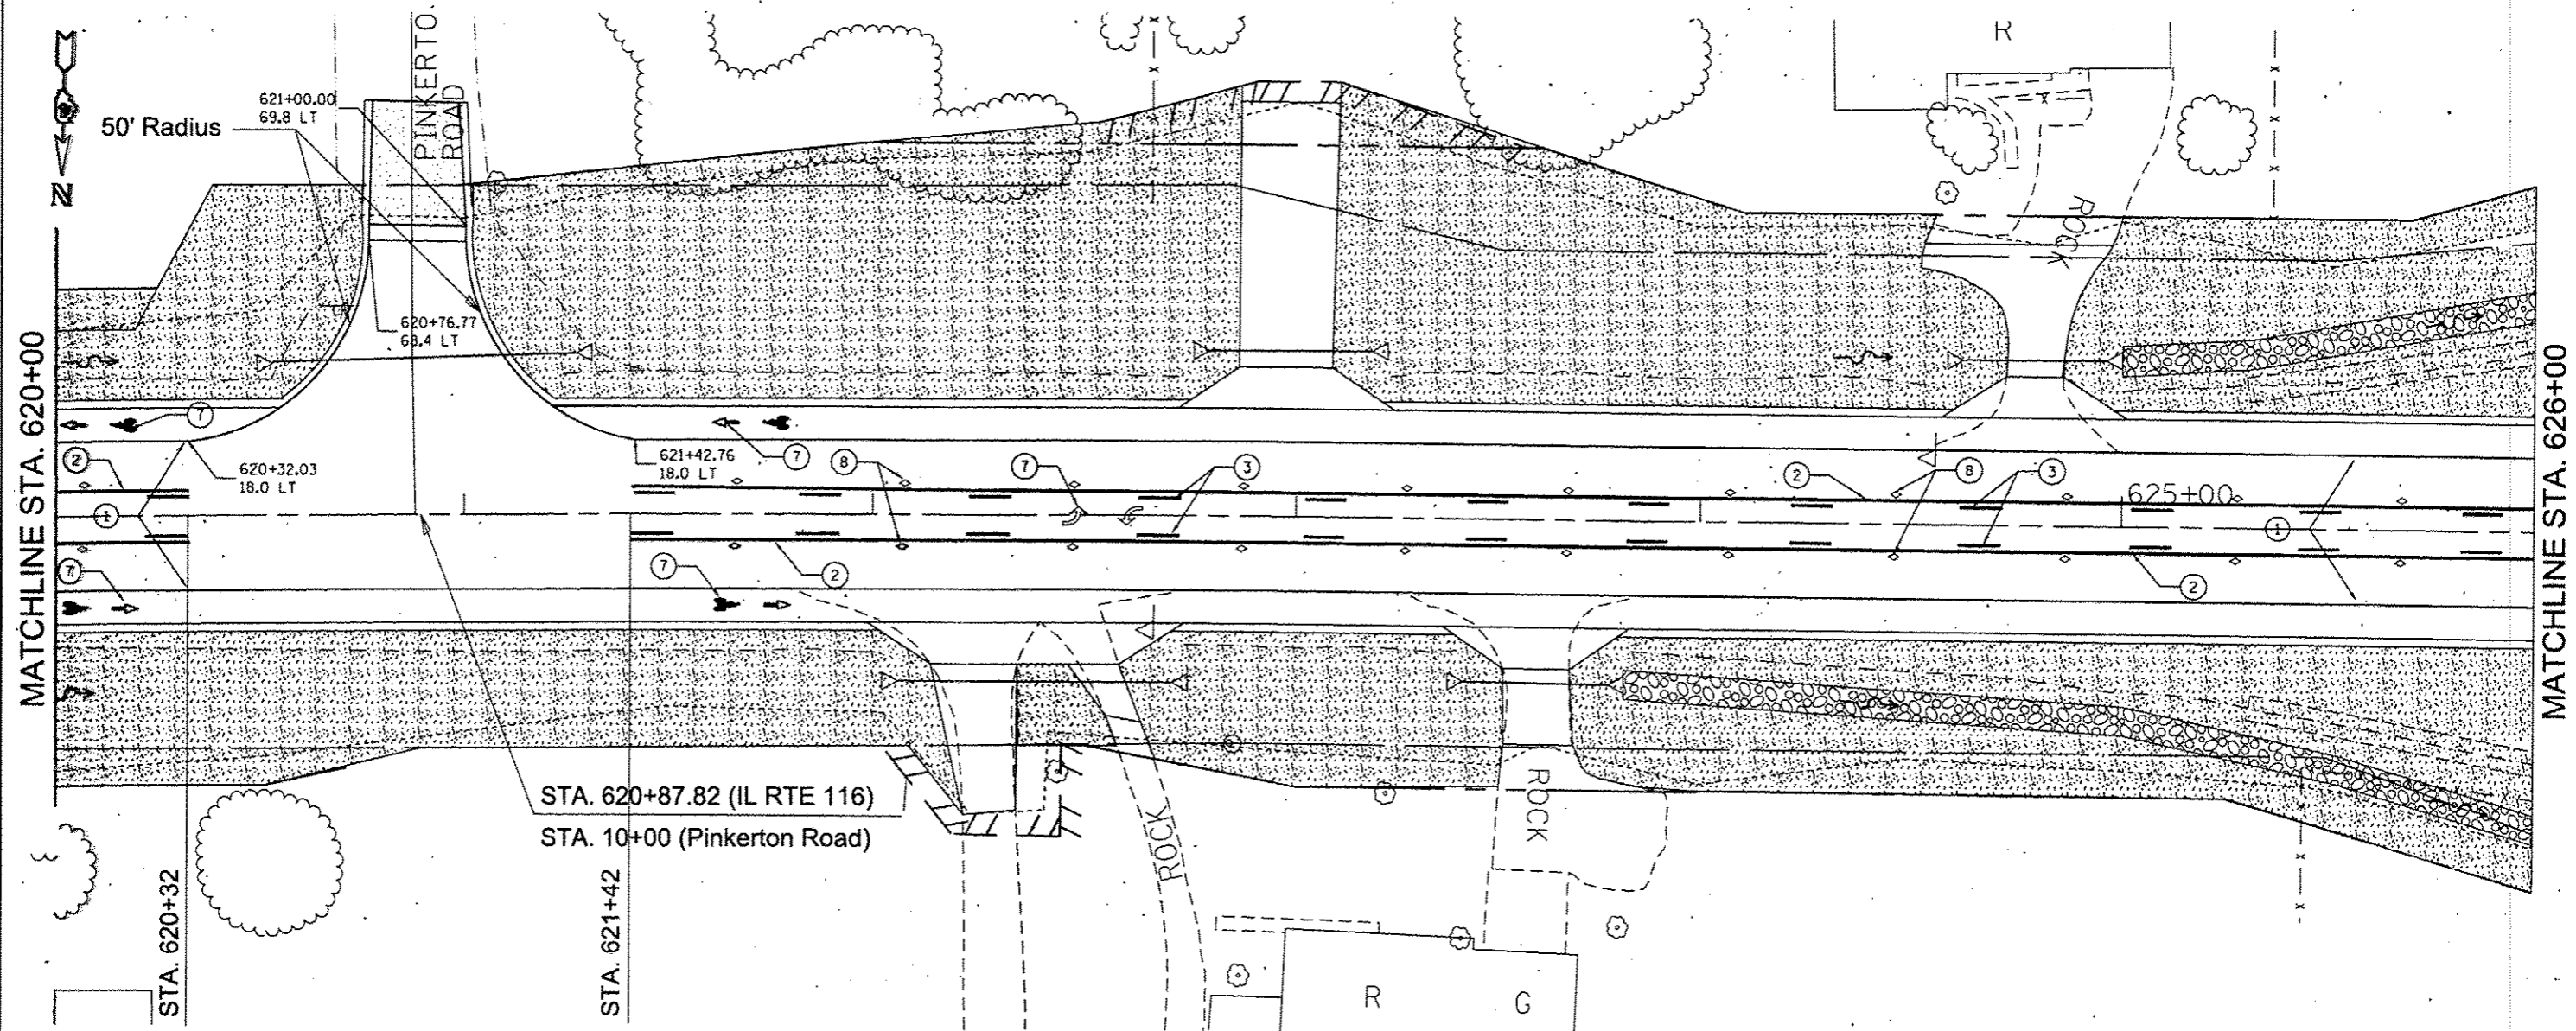 PINKERTO.
ROAD
R
621+00.00
69.8 LT
50' Radius
N
ROCK
620+76.77
68.4 LT
MATCHLINE STA. 620+00
MATCHLINE STA. 626+00
7
2
620+32.03
18.0 LT
621+42.76
18.0 LT
7
8
7
3
2
8
3
625+00
1
1
7
7
2
2
STA. 620+87.82 (IL RTE 116)
STA. 10+00 (Pinkerton Road)
ROCK
ROCK
STA. 620+32
STA. 621+42
R
G